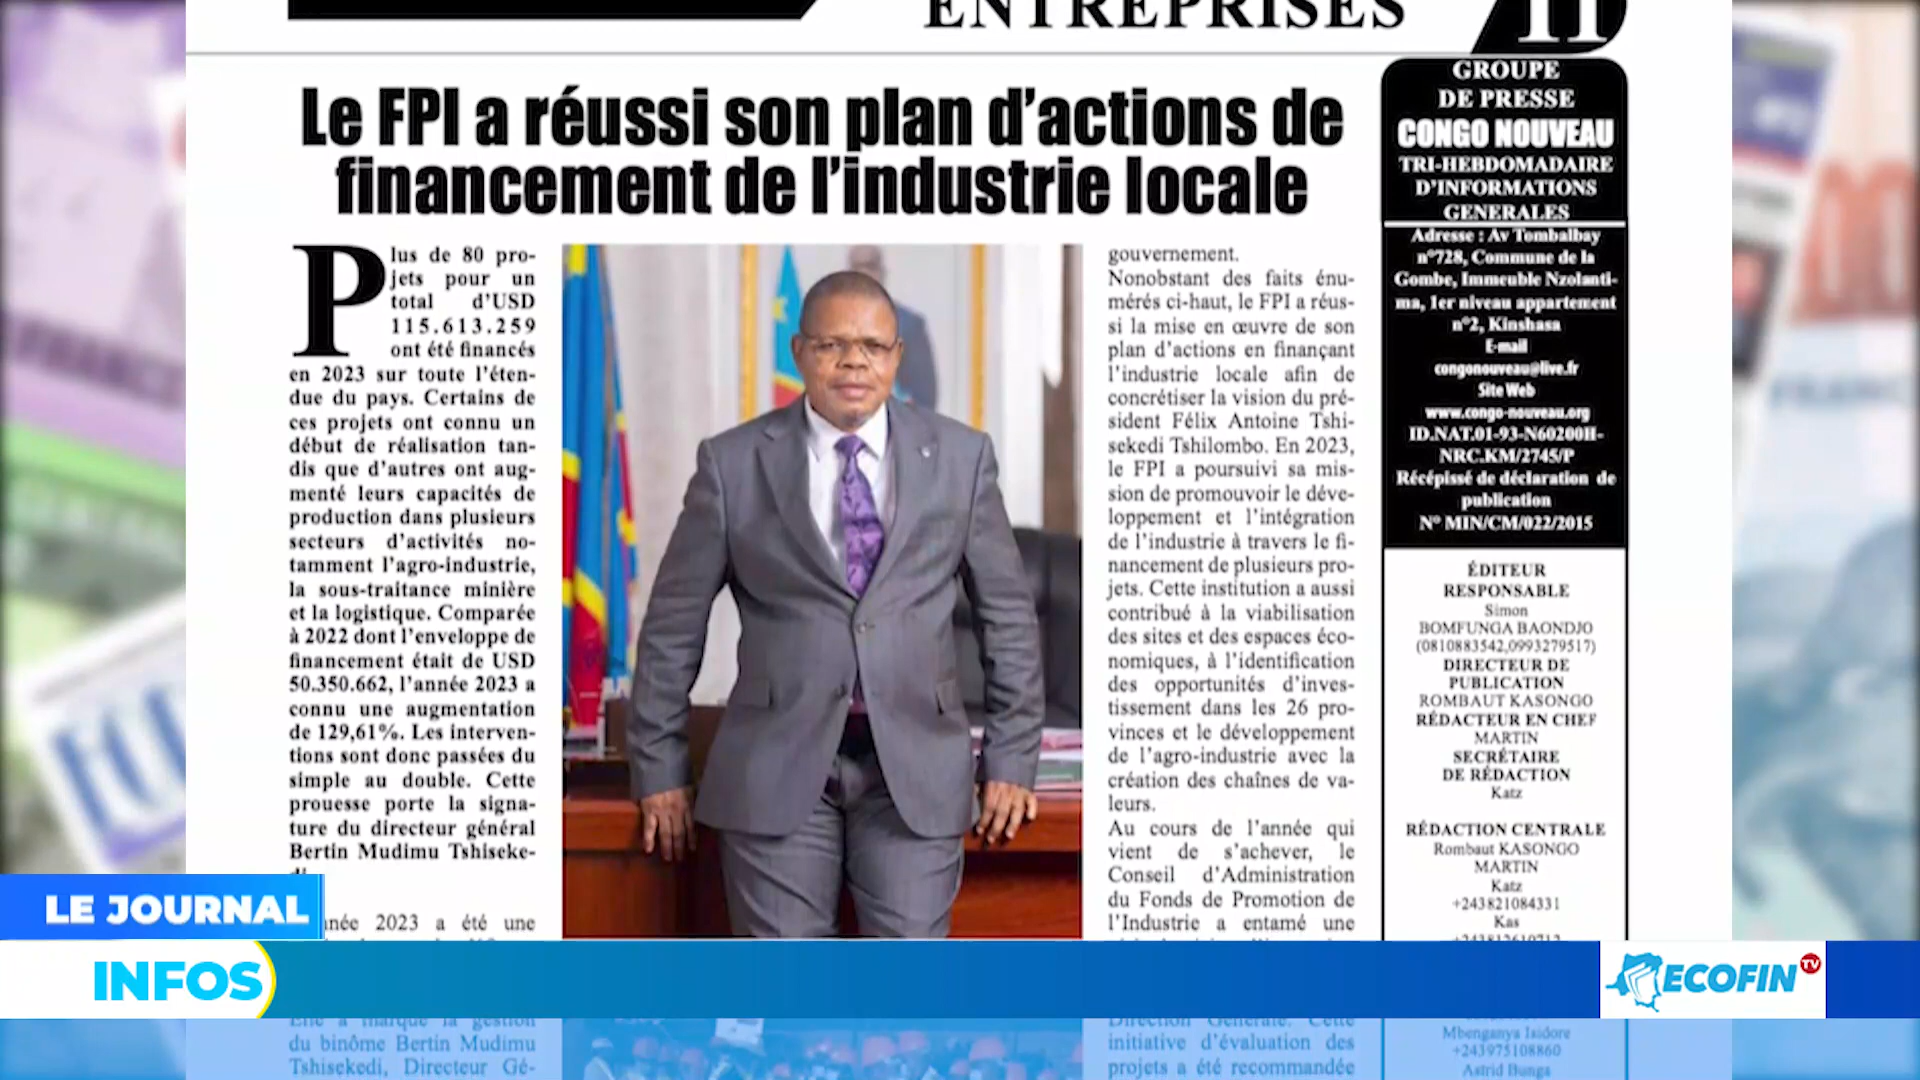 ENTREPRISES
11
Le FPI a réussi son plan d'actions de
financement de l'industrie locale
Plus de 80 pro-
jets pour un
total d'USD
115.613.259
ont été financés
en 2023 sur toute l'éten-
due du pays. Certains de
ces projets ont connu un
début de réalisation tan-
dis que d'autres ont aug-
menté leurs capacités de
production dans plusieurs
secteurs d'activités no-
tamment l'agro-industrie,
la sous-traitance minière
et la logistique. Comparée
à 2022 dont l'enveloppe de
financement était de USD
50.350.662, l'année 2023 a
connu une augmentation
de 129,61%. Les interven-
tions sont donc passées du
simple au double. Cette
prouesse porte la signa-
ture du directeur général
Bertin Mudimu Tshiseke-
di.
née 2023 a été une
Elle a marqué la gestion
du binôme Bertin Mudimu
Tshisekedi, Directeur Gé-
gouvernement.
Nonobstant des faits énu-
mérés ci-haut, le FPI a réus-
si la mise en œuvre de son
plan d'actions en finançant
l'industrie locale afin de
concrétiser la vision du pré-
sident Félix Antoine Tshi-
sekedi Tshilombo. En 2023,
le FPI a poursuivi sa mis-
sion de promouvoir le déve-
loppement et l'intégration
de l'industrie à travers le fi-
nancement de plusieurs pro-
jets. Cette institution a aussi
contribué à la viabilisation
des sites et des espaces éco-
nomiques, à l'identification
des opportunités d'inves-
tissement dans les 26 pro-
vinces et le développement
de l'agro-industrie avec la
création des chaînes de va-
leurs.
Au cours de l'année qui
vient de s'achever, le
Conseil d'Administration
du Fonds de Promotion de
l'Industrie a entamé une
Direction Générale. Cette
initiative d'évaluation des
projets a été recommandée
GROUPE
DE PRESSE
CONGO NOUVEAU
TRI-HEBDOMADAIRE
D'INFORMATIONS
GENERALES
Adresse : Av Tombalbay
n°728, Commune de la
Gombe, Immeuble Nzolanti-
ma, 1er niveau appartement
n°2, Kinshasa
E-mail
congonouveau@live.fr
Site Web
www.congo-nouveau.org
ID.NAT.01-93-N60200H-
NRC.KM/2745/P
Récépissé de déclaration de
publication
N° MIN/CM/022/2015
ÉDITEUR
RESPONSABLE
Simon
BOMFUNGA BAONDJO
(0810883542,0993279517)
DIRECTEUR DE
PUBLICATION
ROMBAUT KASONGO
RÉDACTEUR EN CHEF
MARTIN
SECRÉTAIRE
DE RÉDACTION
Katz
RÉDACTION CENTRALE
Rombaut KASONGO
MARTIN
Katz
+243821084331
Kas
Mbenganya Isidore
+243975108860
Astrid Bunga
LE JOURNAL
INFOS
ECOFIN TV